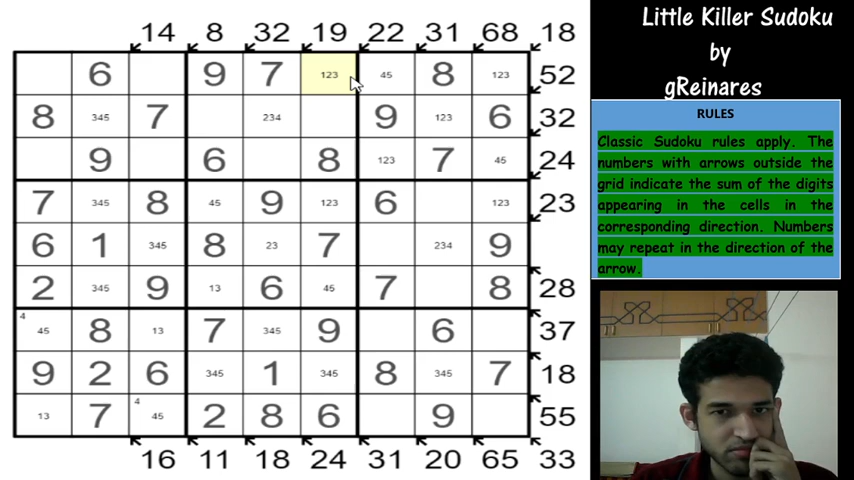 Little Killer Sudoku
by
gReinares
RULES
Classic Sudoku rules apply. The
numbers with arrows outside the
grid indicate the sum of the digits
appearing in the cells in the
corresponding direction. Numbers
may repeat in the direction of the
arrow.
14 8 32 19 22 31 68 18
6 9 7 123 45 8 123 52
8 345 7 234 9 123 6 32
9 6 8 123 7 45 24
7 345 8 45 9 123 6 123 23
6 1 345 8 23 7 234 9
2 345 9 13 6 45 7 8 28
4 45 8 13 7 345 9 6 37
9 2 6 345 1 345 8 345 7 18
13 7 4 45 2 8 6 9 55
16 11 18 24 31 20 65 33